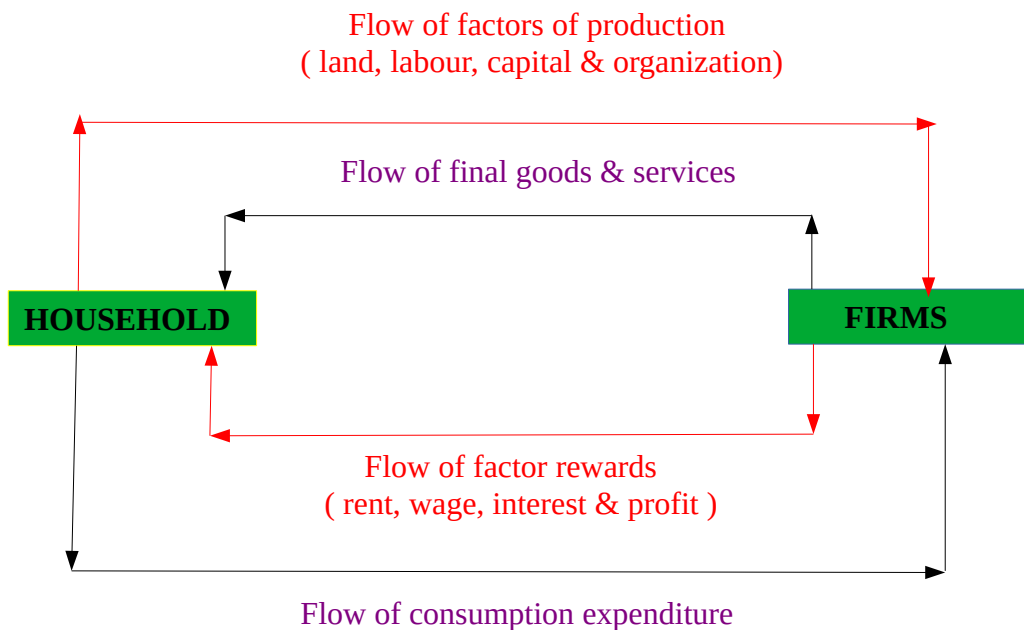 Flow of factors of production
( land, labour, capital & organization)
Flow of final goods & services
HOUSEHOLD
FIRMS
Flow of factor rewards
( rent, wage, interest & profit )
Flow of consumption expenditure